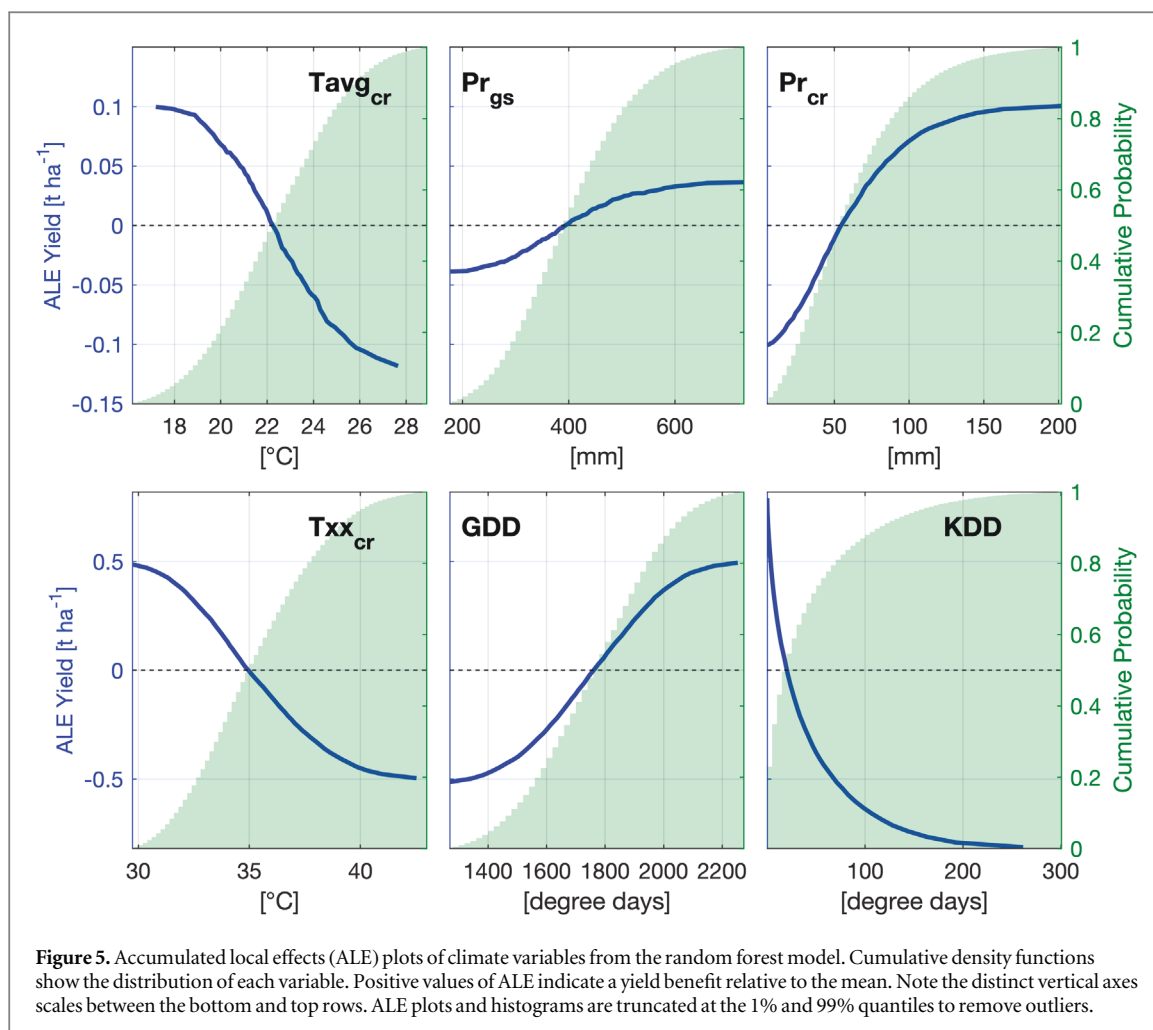 Tavg_cr
Pr_gs
Pr_cr
ALE Yield [t ha⁻¹]
0.1
0.05
0
-0.05
-0.1
-0.15
1
0.8
0.6
0.4
0.2
0
Cumulative Probability
18 20 22 24 26 28
200 400 600
50 100 150 200
[°C]
[mm]
[mm]
Txx_cr
GDD
KDD
ALE Yield [t ha⁻¹]
0.5
0
-0.5
1
0.8
0.6
0.4
0.2
0
Cumulative Probability
30 35 40
1400 1600 1800 2000 2200
100 200 300
[°C]
[degree days]
[degree days]
Figure 5. Accumulated local effects (ALE) plots of climate variables from the random forest model. Cumulative density functions
show the distribution of each variable. Positive values of ALE indicate a yield benefit relative to the mean. Note the distinct vertical axes
scales between the bottom and top rows. ALE plots and histograms are truncated at the 1% and 99% quantiles to remove outliers.